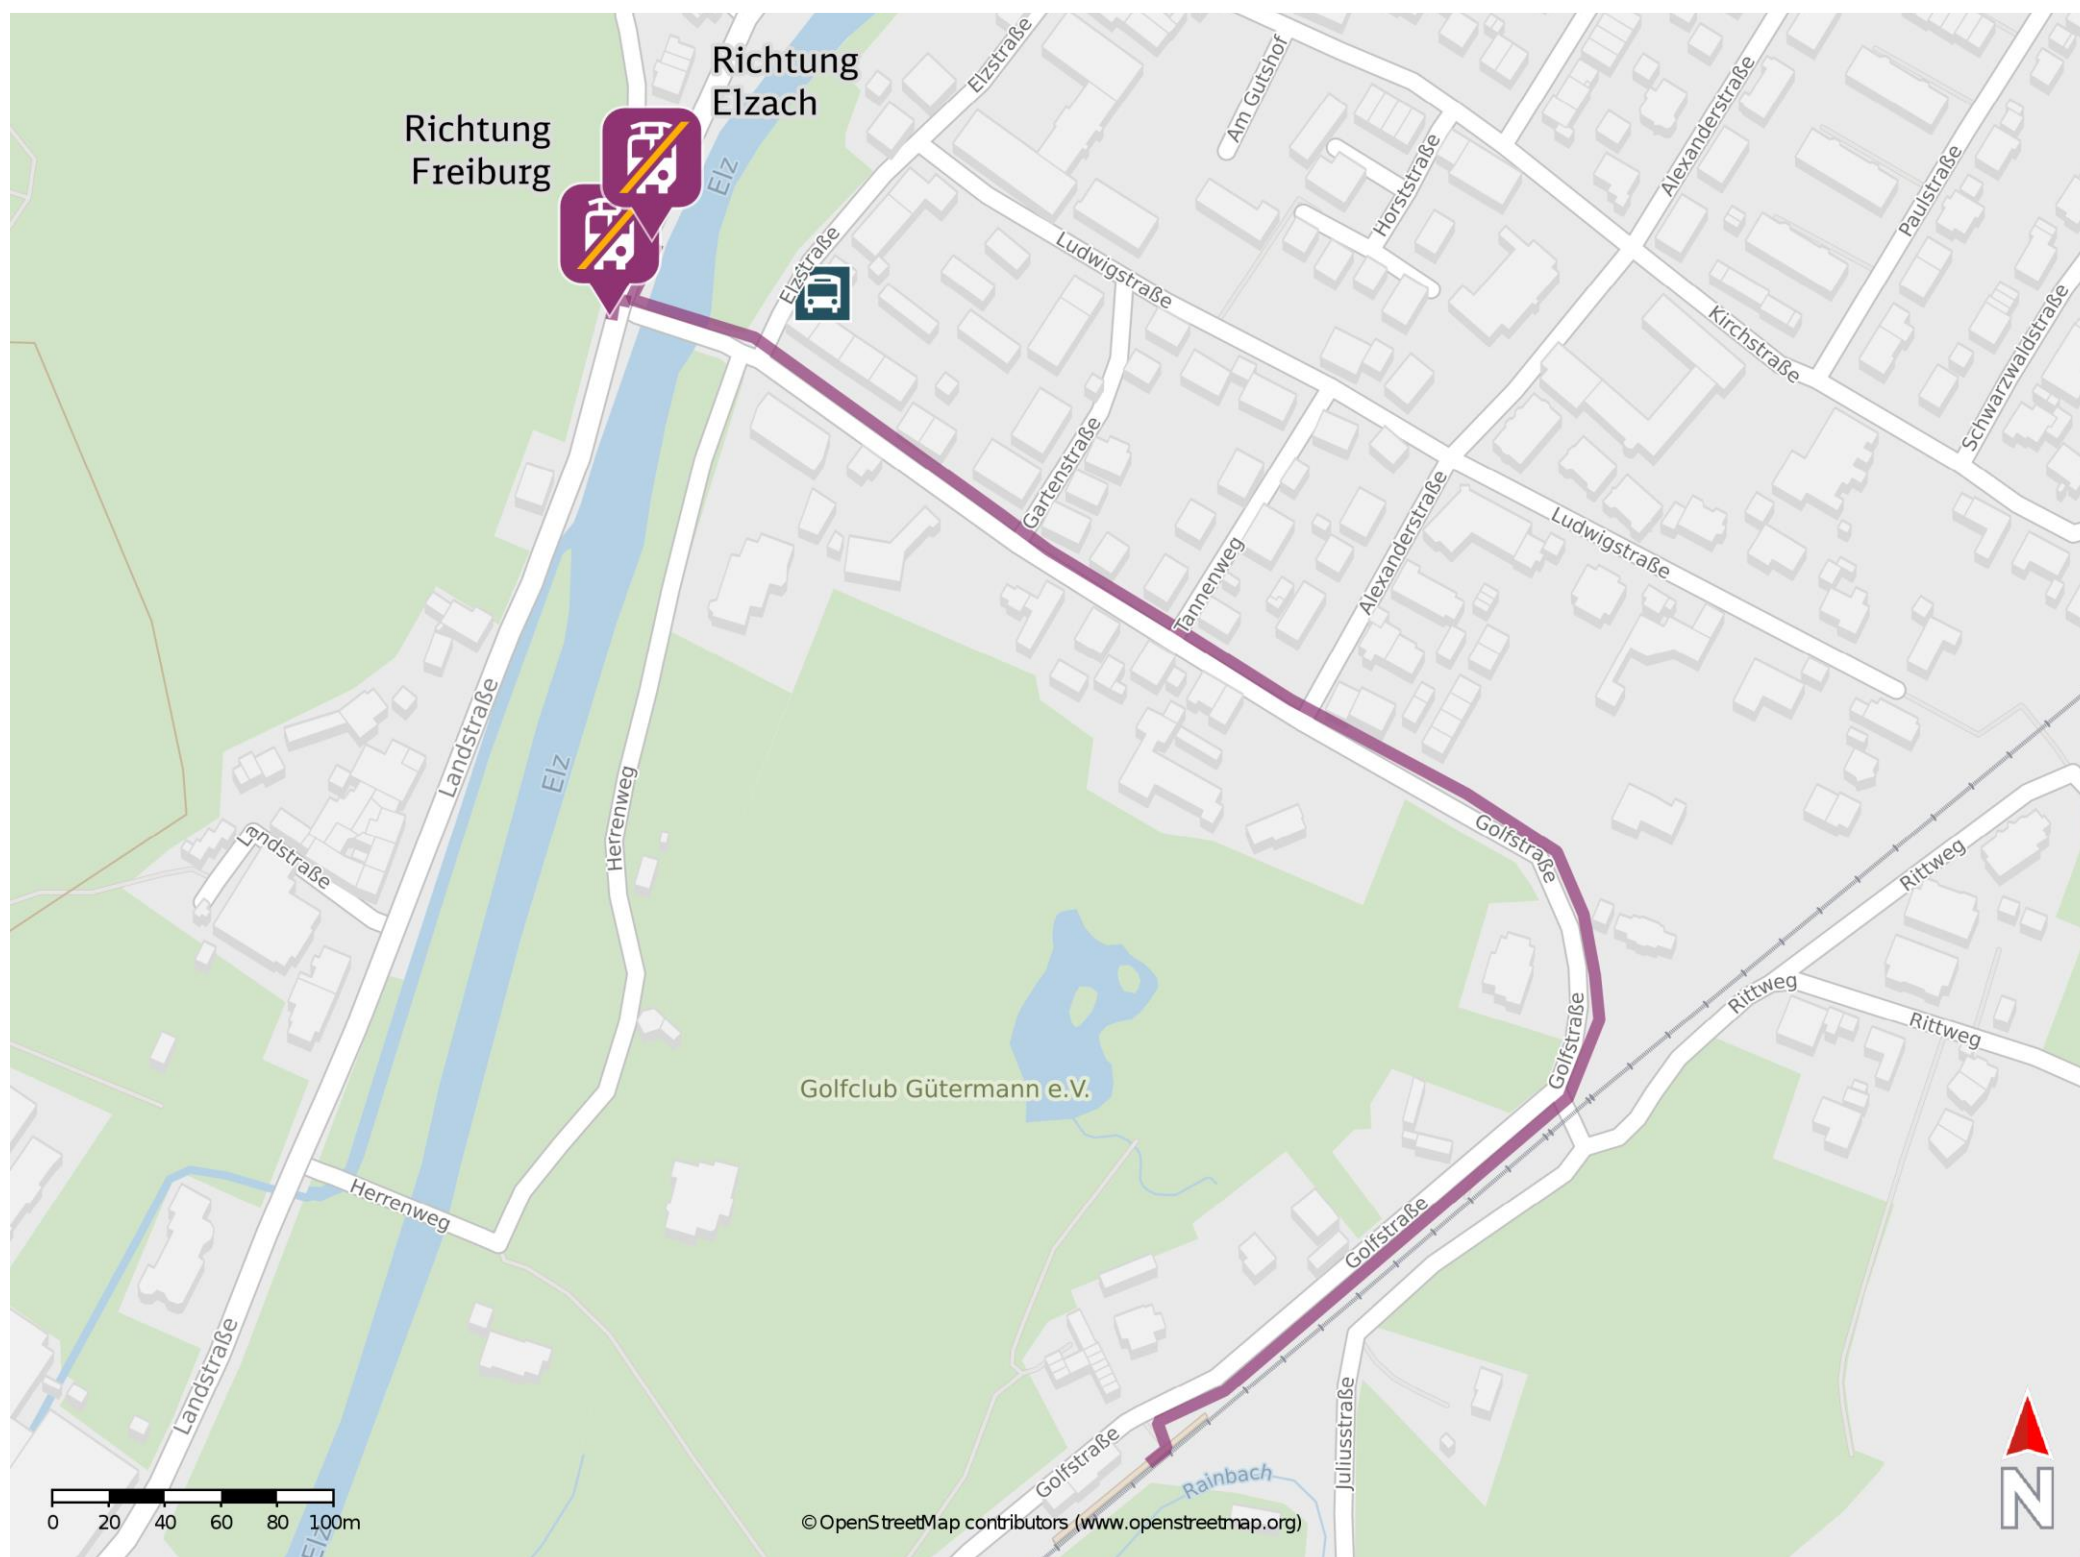 Richtung
Elzach
Richtung
Freiburg
Elzstraße
Am Gutshof
Alexanderstraße
Paulstraße
Horststraße
Elz
Elzstraße
Ludwigstraße
Kirchstraße
Schwarzwaldstraße
Gartenstraße
Tannenweg
Alexanderstraße
Ludwigstraße
Landstraße
Elz
Herrenweg
Landstraße
Golfstraße
Rittweg
Rittweg
Rittweg
Golfstraße
Golfclub Gütermann e.V.
Herrenweg
Golfstraße
Landstraße
Juliusstraße
Golfstraße
Rainbach
Elz
0 20 40 60 80 100m
© OpenStreetMap contributors (www.openstreetmap.org)
N